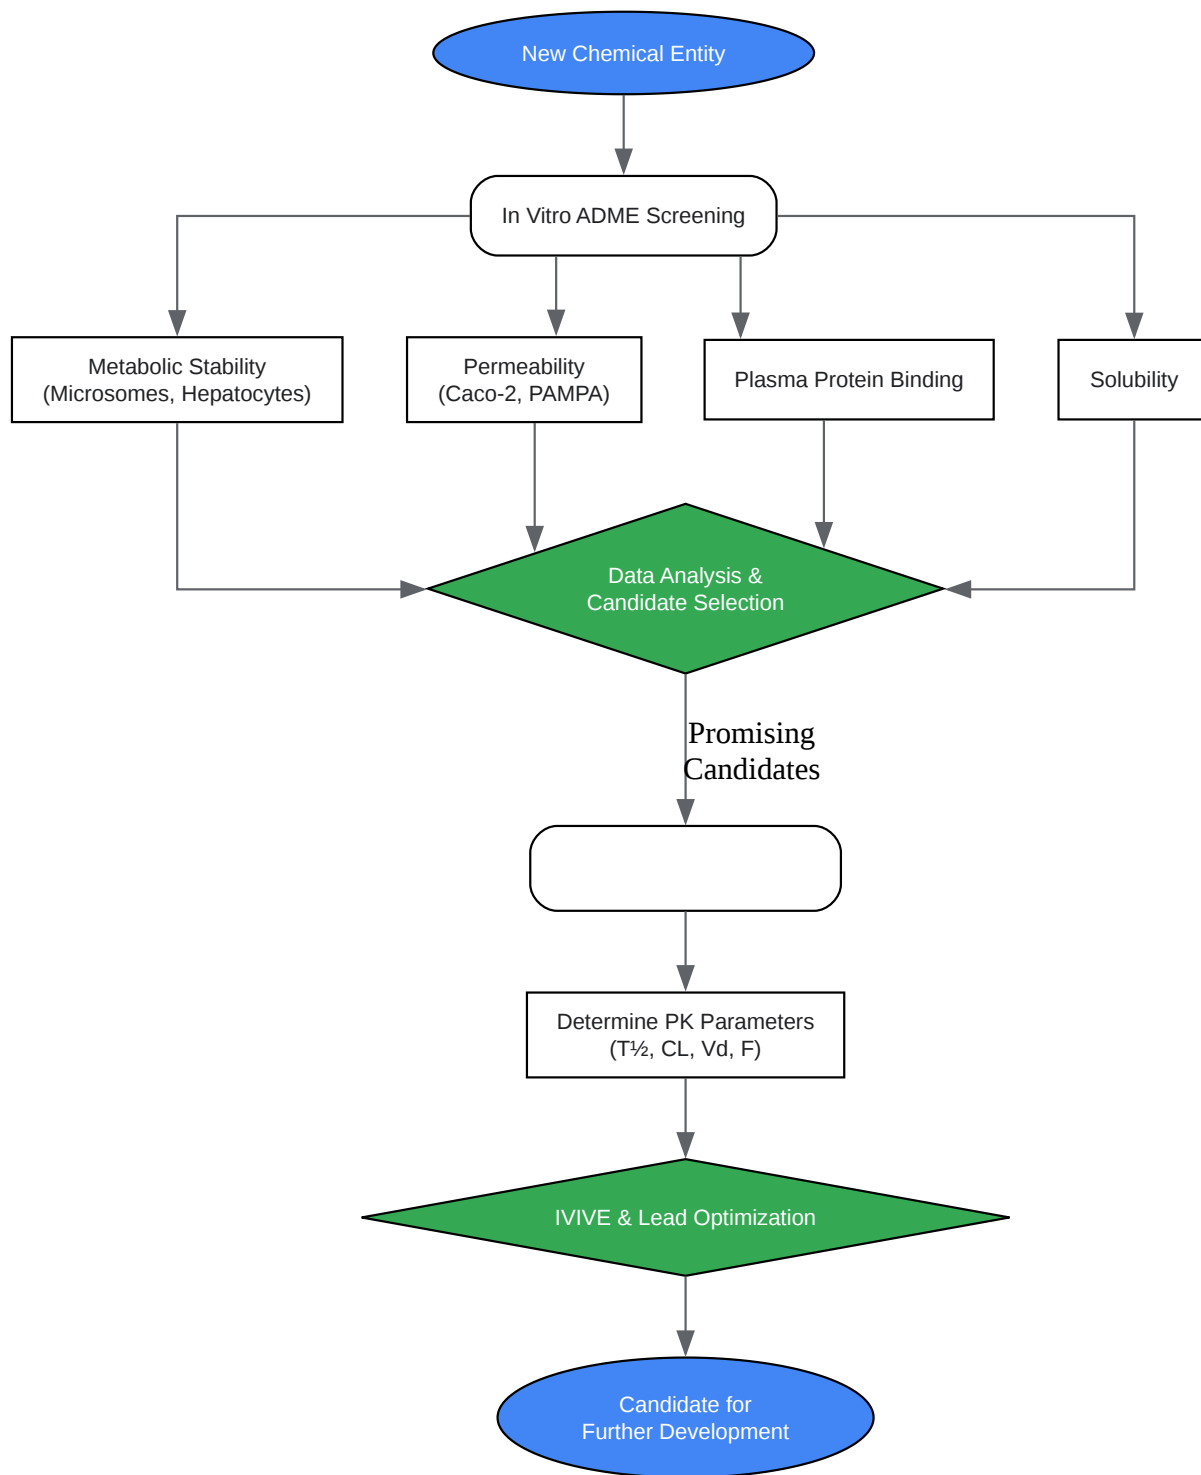 New Chemical Entity
In Vitro ADME Screening
Metabolic Stability
(Microsomes, Hepatocytes)
Permeability
(Caco-2, PAMPA)
Plasma Protein Binding
Solubility
Data Analysis &
Candidate Selection
Promising
Candidates
Determine PK Parameters
(T½, CL, Vd, F)
IVIVE & Lead Optimization
Candidate for
Further Development